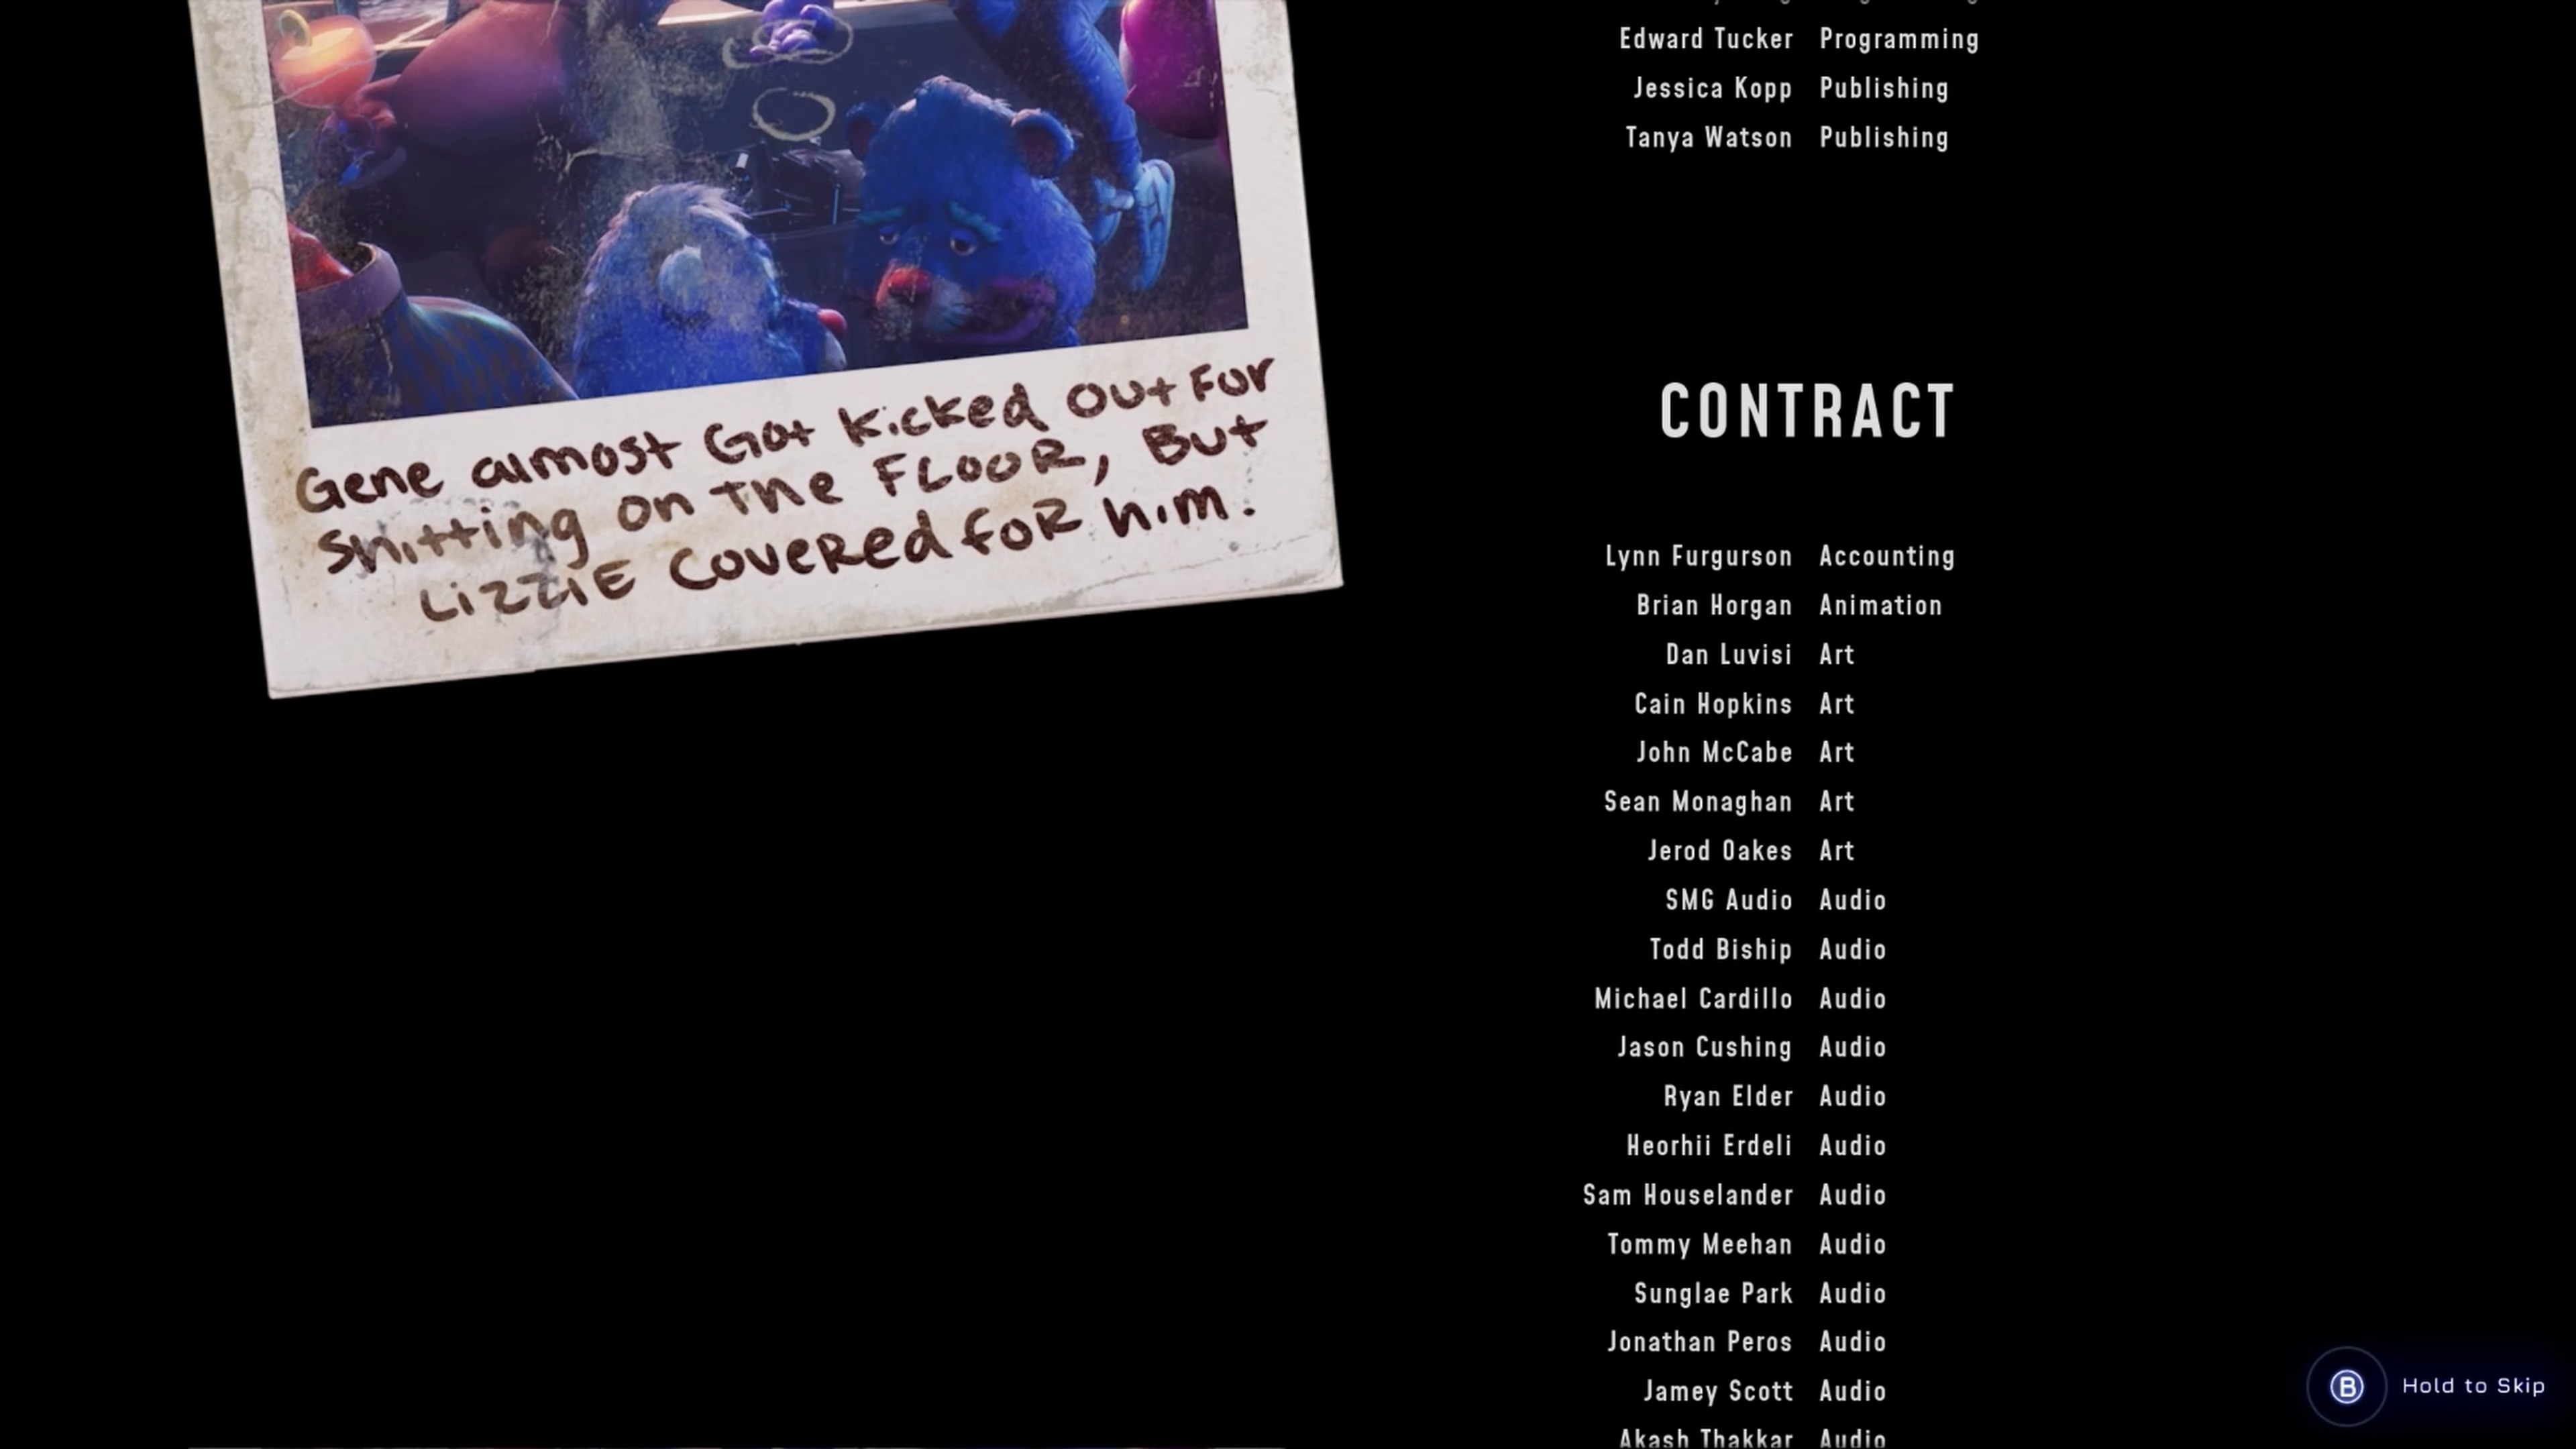 Gene almost Got kicked out For
Shitting on The FLOOR, But
LiZZIE COVERed foR him.
Edward Tucker Programming
Jessica Kopp Publishing
Tanya Watson Publishing
CONTRACT
Lynn Furgurson Accounting
Brian Horgan Animation
Dan Luvisi Art
Cain Hopkins Art
John McCabe Art
Sean Monaghan Art
Jerod Oakes Art
SMG Audio Audio
Todd Biship Audio
Michael Cardillo Audio
Jason Cushing Audio
Ryan Elder Audio
Heorhii Erdeli Audio
Sam Houselander Audio
Tommy Meehan Audio
Sunglae Park Audio
Jonathan Peros Audio
Jamey Scott Audio
Akash Thakkar Audio
B Hold to Skip